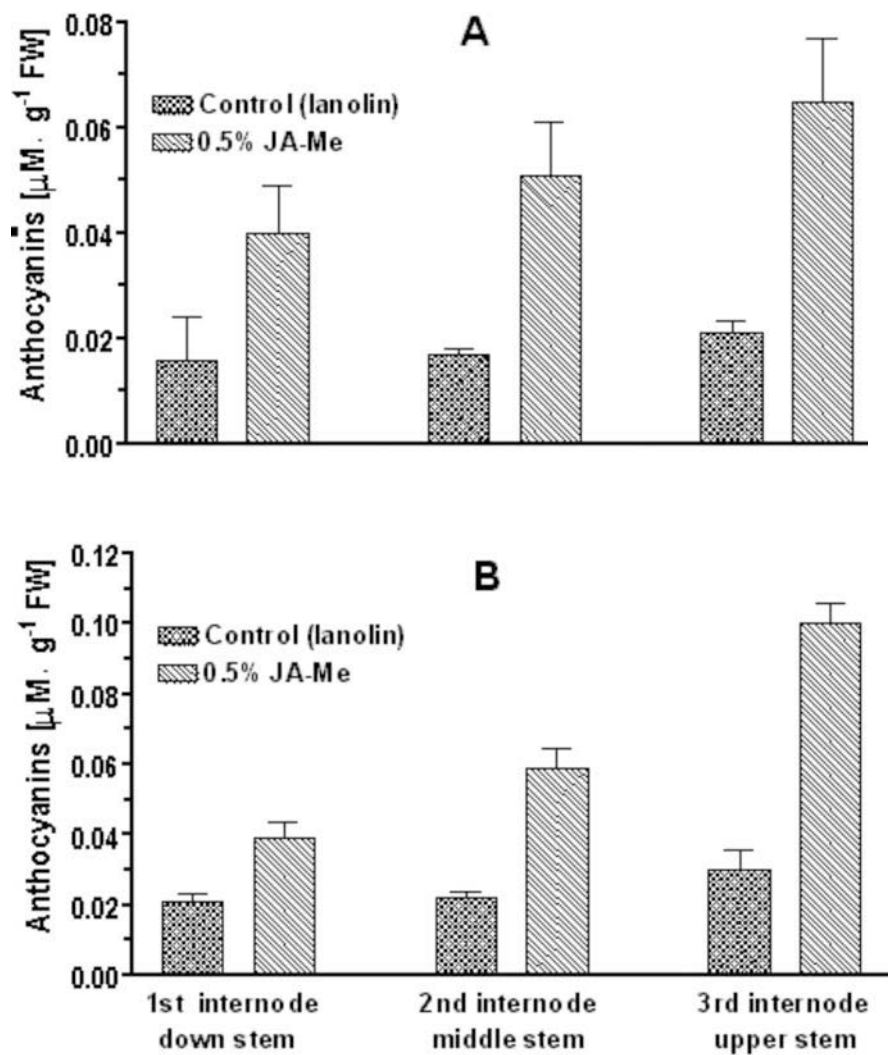 A
Anthocyanins [µM · g⁻¹ FW]
0.08
0.06
0.04
0.02
0.00
Control (lanolin)
0.5% JA-Me
B
Anthocyanins [µM · g⁻¹ FW]
0.12
0.10
0.08
0.06
0.04
0.02
0.00
Control (lanolin)
0.5% JA-Me
1st internode
down stem
2nd internode
middle stem
3rd internode
upper stem